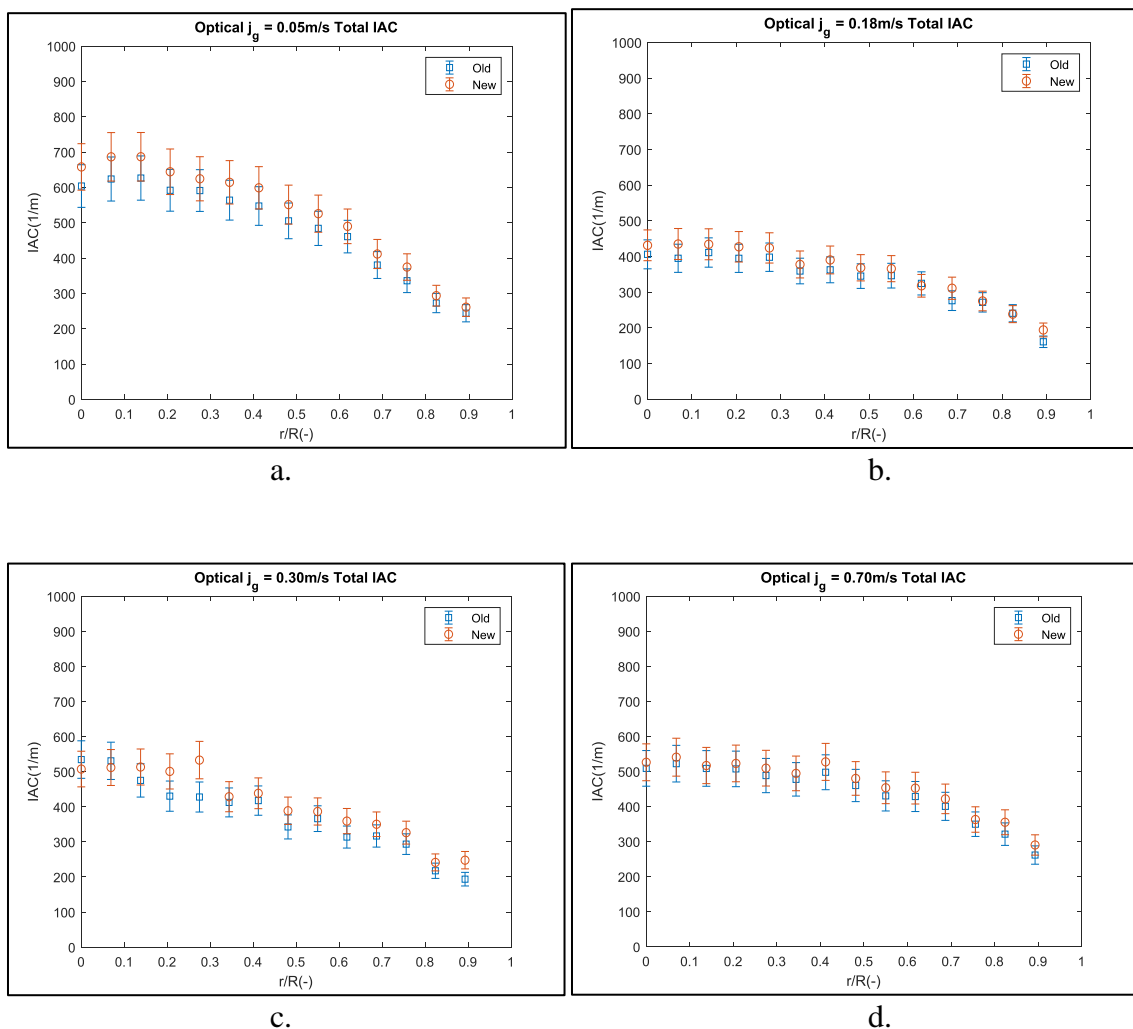 Optical j_g = 0.05m/s Total IAC
1000
900
800
700
600
500
400
300
200
100
0
IAC(1/m)
Old
New
0 0.1 0.2 0.3 0.4 0.5 0.6 0.7 0.8 0.9 1
r/R(-)
a.
Optical j_g = 0.18m/s Total IAC
1000
900
800
700
600
500
400
300
200
100
0
IAC(1/m)
Old
New
0 0.1 0.2 0.3 0.4 0.5 0.6 0.7 0.8 0.9 1
r/R(-)
b.
Optical j_g = 0.30m/s Total IAC
1000
900
800
700
600
500
400
300
200
100
0
IAC(1/m)
Old
New
0 0.1 0.2 0.3 0.4 0.5 0.6 0.7 0.8 0.9 1
r/R(-)
c.
Optical j_g = 0.70m/s Total IAC
1000
900
800
700
600
500
400
300
200
100
0
IAC(1/m)
Old
New
0 0.1 0.2 0.3 0.4 0.5 0.6 0.7 0.8 0.9 1
r/R(-)
d.